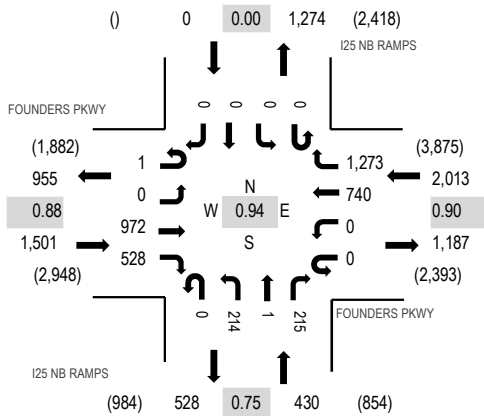 () 0 0.00 1,274 (2,418)
I25 NB RAMPS
0 0 0 0
FOUNDERS PKWY
(1,882) (3,875)
955 1 1,273 2,013
0 740
N
0.88 W 0.94 E 0.90
972 0
S
1,501 1,187
528 0
(2,948) (2,393)
0 214 1 215
FOUNDERS PKWY
I25 NB RAMPS
(984) 528 0.75 430 (854)